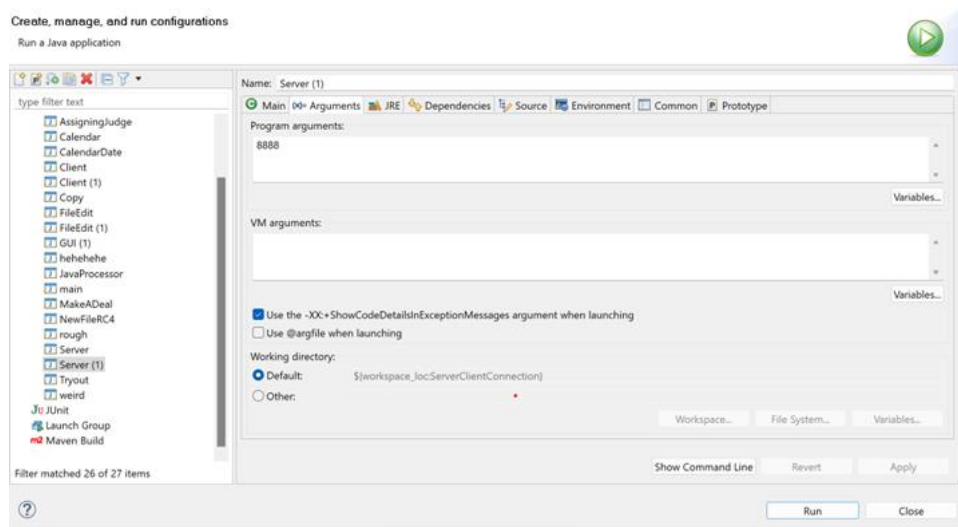 Create, manage, and run configurations
Run a Java application
type filter text
AssigningJudge
Calendar
CalendarDate
Client
Client (1)
Copy
FileEdit
FileEdit (1)
GUI (1)
hehehehe
JavaProcessor
main
MakeADeal
NewFileRC4
rough
Server
Server (1)
Tryout
weird
JUnit
Launch Group
Maven Build
Filter matched 26 of 27 items
Name: Server (1)
Main Arguments JRE Dependencies Source Environment Common Prototype
Program arguments:
8888
Variables...
VM arguments:
Variables...
Use the -XX:+ShowCodeDetailsInExceptionMessages argument when launching
Use @argfile when launching
Working directory:
Default: ${workspace_loc:ServerClientConnection}
Other:
Workspace... File System... Variables...
Show Command Line Revert Apply
Run Close